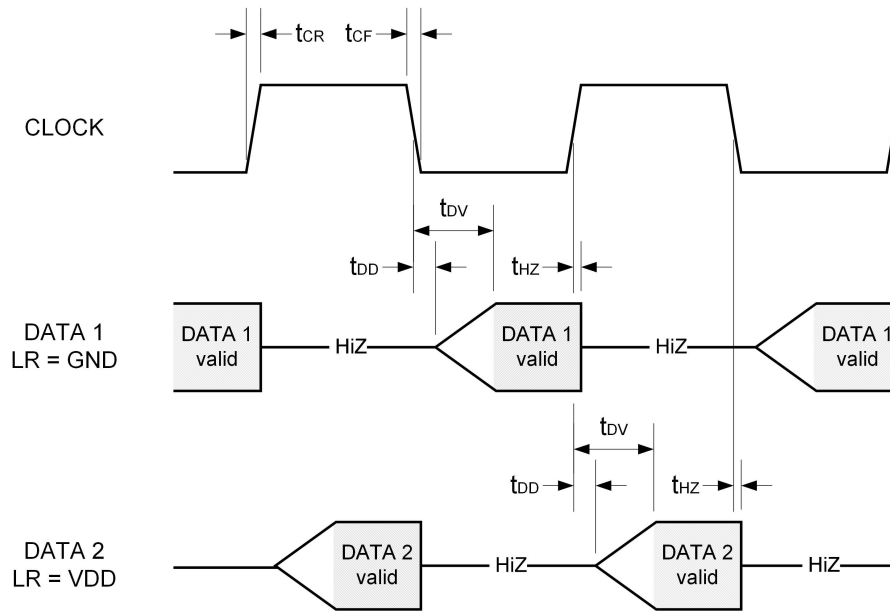 tCR tCF
CLOCK
tDV
tDD tHZ
DATA 1
LR = GND
DATA 1
valid
HiZ
DATA 1
valid
HiZ
DATA 1
valid
tDV
tDD tHZ
DATA 2
LR = VDD
DATA 2
valid
HiZ
DATA 2
valid
HiZ